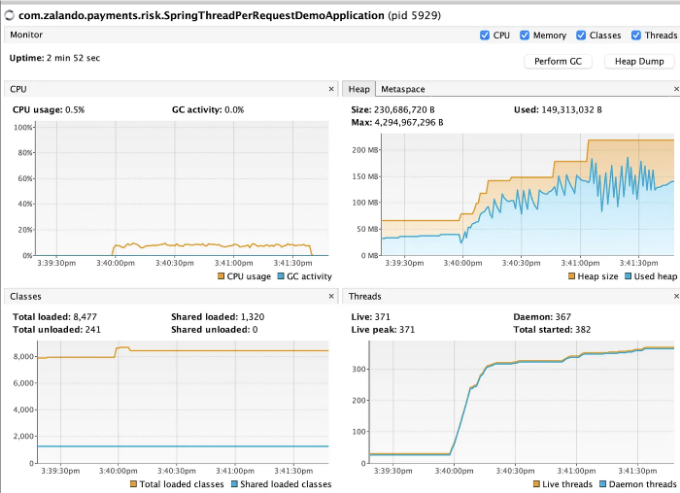 com.zalando.payments.risk.SpringThreadPerRequestDemoApplication (pid 5929)
Monitor
CPU Memory Classes Threads
Uptime: 2 min 52 sec
Perform GC Heap Dump
CPU ×
CPU usage: 0.5% GC activity: 0.0%
100%
80%
60%
40%
20%
0%
3:39:30pm 3:40:00pm 3:40:30pm 3:41:00pm 3:41:30pm
CPU usage GC activity
Heap Metaspace ×
Size: 230,686,720 B Used: 149,313,032 B
Max: 4,294,967,296 B
200 MB
150 MB
100 MB
50 MB
0 MB
3:39:30pm 3:40:00pm 3:40:30pm 3:41:00pm 3:41:30pm
Heap size Used heap
Classes ×
Total loaded: 8,477 Shared loaded: 1,320
Total unloaded: 241 Shared unloaded: 0
8,000
6,000
4,000
2,000
0
3:39:30pm 3:40:00pm 3:40:30pm 3:41:00pm 3:41:30pm
Total loaded classes Shared loaded classes
Threads ×
Live: 371 Daemon: 367
Live peak: 371 Total started: 382
300
200
100
0
3:39:30pm 3:40:00pm 3:40:30pm 3:41:00pm 3:41:30pm
Live threads Daemon threads